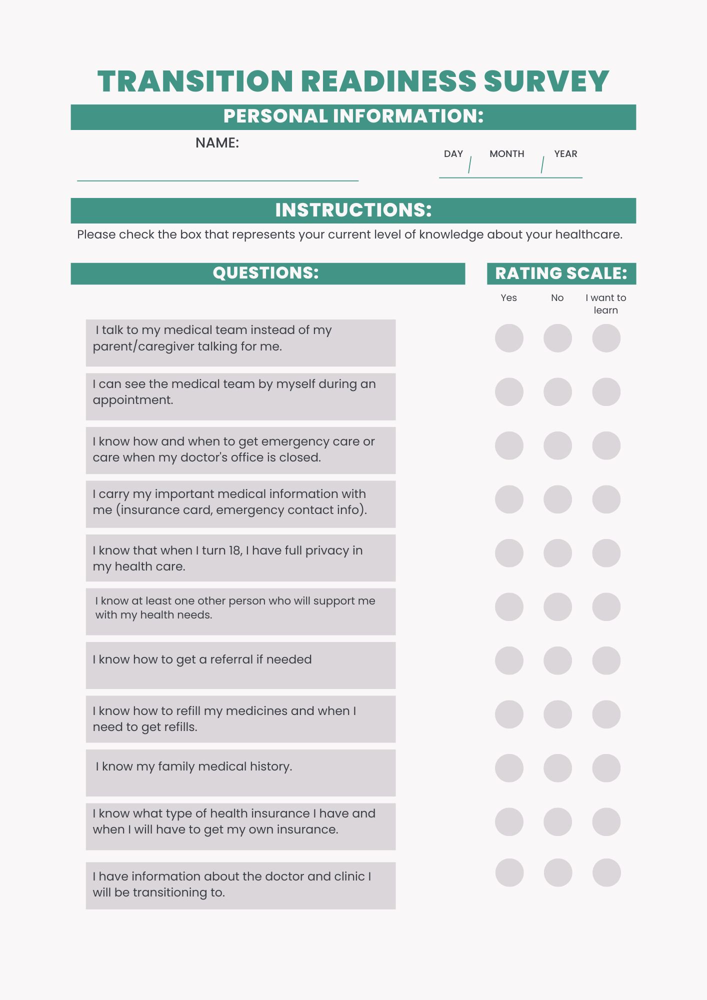 TRANSITION READINESS SURVEY
PERSONAL INFORMATION:
NAME:
DAY / MONTH / YEAR
INSTRUCTIONS:
Please check the box that represents your current level of knowledge about your healthcare.
QUESTIONS:
RATING SCALE:
Yes No I want to
learn
I talk to my medical team instead of my
parent/caregiver talking for me.
I can see the medical team by myself during an
appointment.
I know how and when to get emergency care or
care when my doctor's office is closed.
I carry my important medical information with
me (insurance card, emergency contact info).
I know that when I turn 18, I have full privacy in
my health care.
I know at least one other person who will support me
with my health needs.
I know how to get a referral if needed
I know how to refill my medicines and when I
need to get refills.
I know my family medical history.
I know what type of health insurance I have and
when I will have to get my own insurance.
I have information about the doctor and clinic I
will be transitioning to.